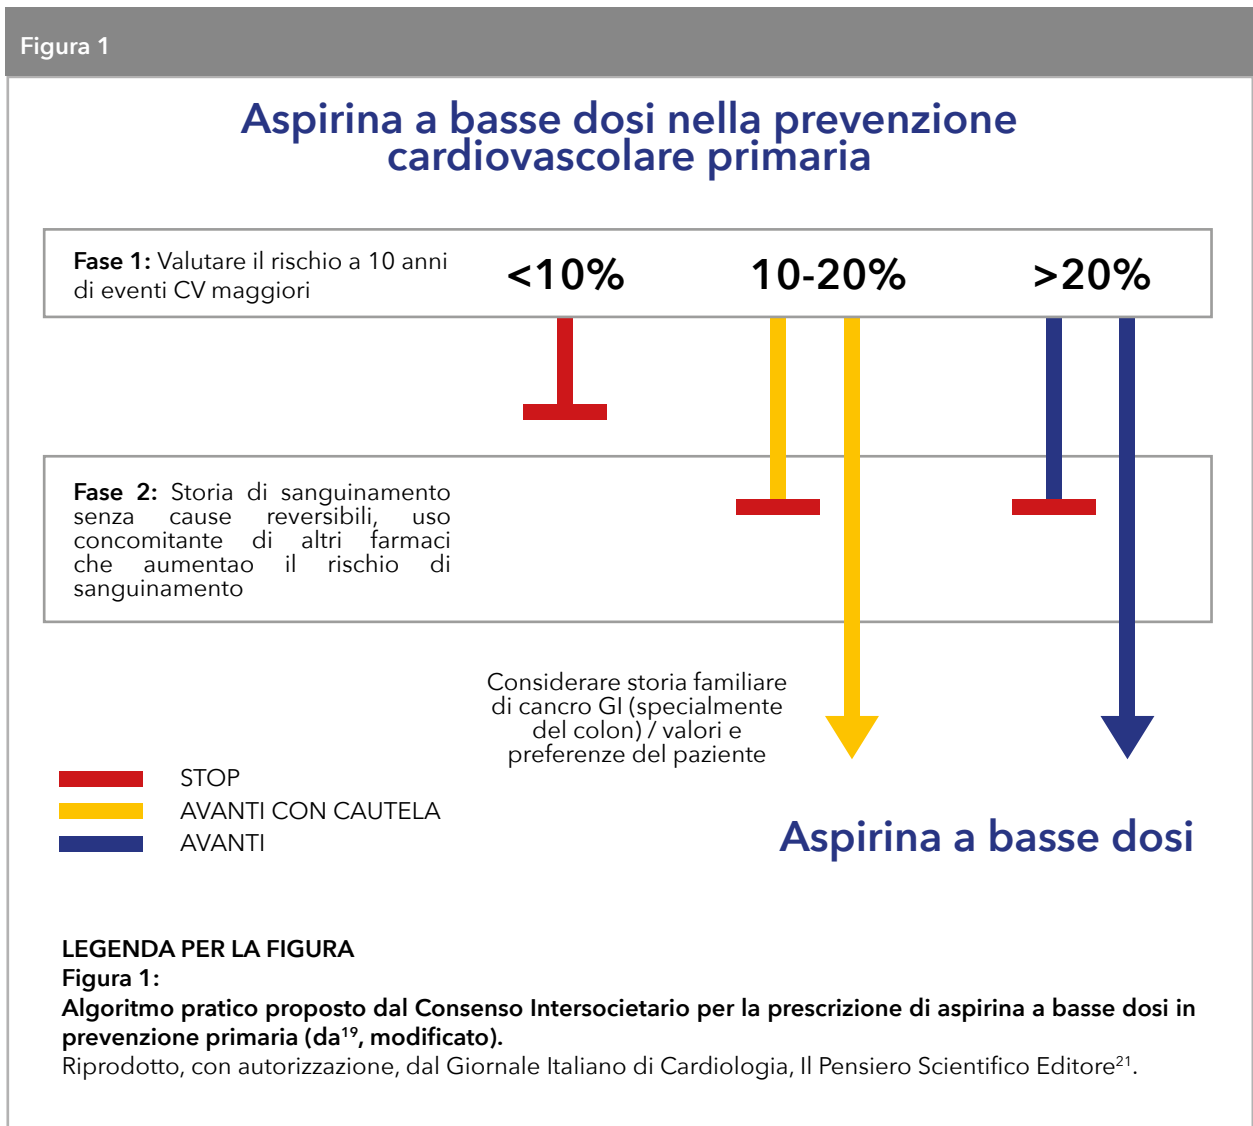 Figura 1
Aspirina a basse dosi nella prevenzione
cardiovascolare primaria
Fase 1: Valutare il rischio a 10 anni
di eventi CV maggiori
<10%
10-20%
>20%
Fase 2: Storia di sanguinamento
senza cause reversibili, uso
concomitante di altri farmaci
che aumentao il rischio di
sanguinamento
Considerare storia familiare
di cancro GI (specialmente
del colon) / valori e
preferenze del paziente
STOP
AVANTI CON CAUTELA
AVANTI
Aspirina a basse dosi
LEGENDA PER LA FIGURA
Figura 1:
Algoritmo pratico proposto dal Consenso Intersocietario per la prescrizione di aspirina a basse dosi in
prevenzione primaria (da¹⁹, modificato).
Riprodotto, con autorizzazione, dal Giornale Italiano di Cardiologia, Il Pensiero Scientifico Editore²¹.